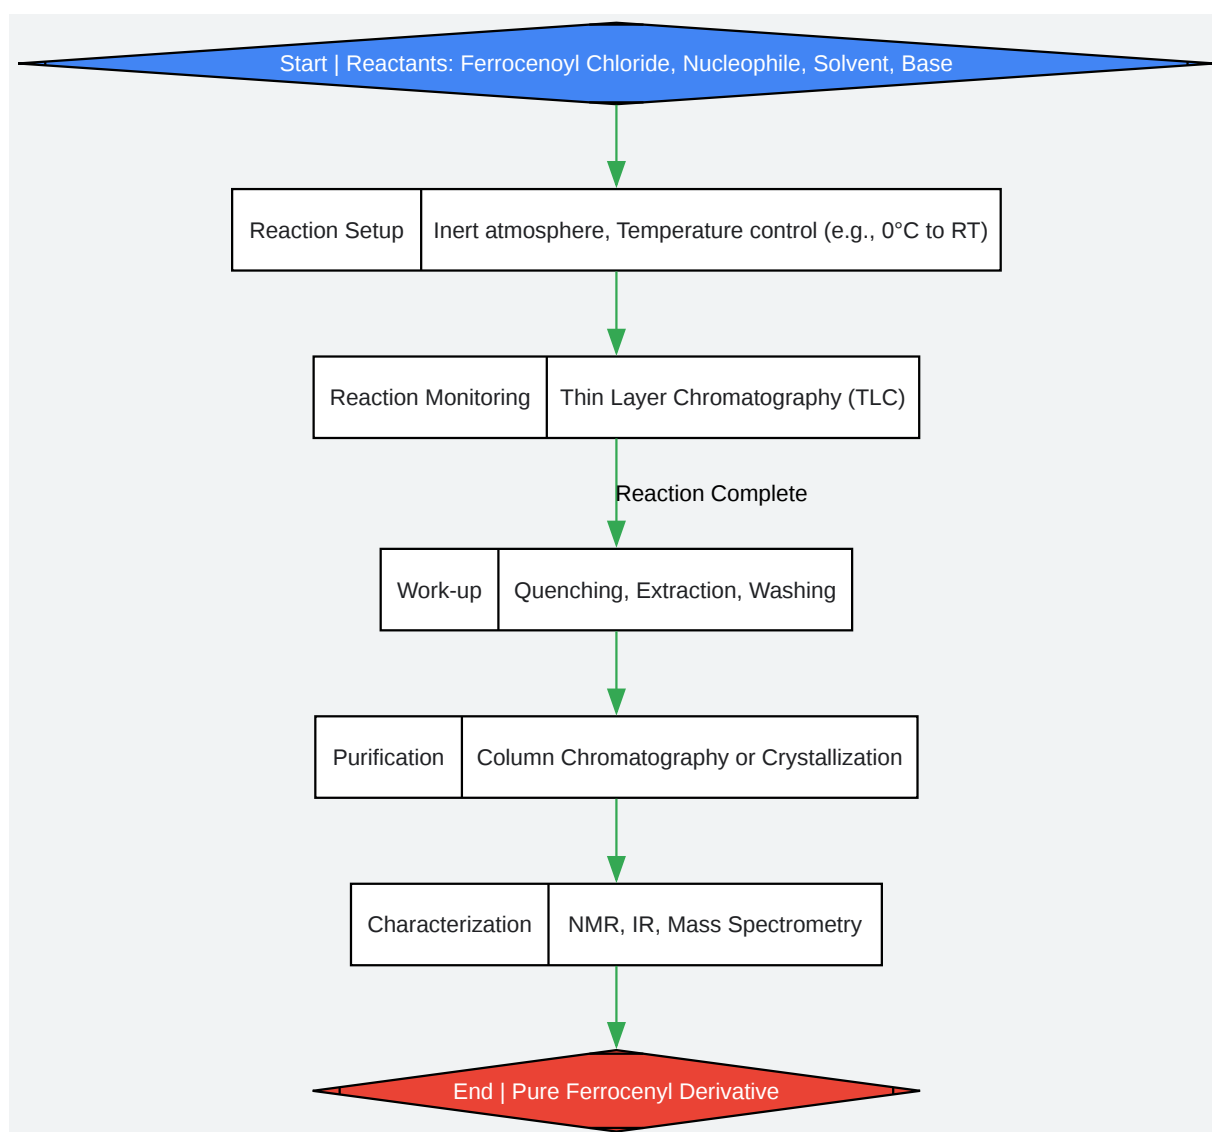 Start | Reactants: Ferrocenoyl Chloride, Nucleophile, Solvent, Base
Reaction Setup
Inert atmosphere, Temperature control (e.g., 0°C to RT)
Reaction Monitoring
Thin Layer Chromatography (TLC)
Reaction Complete
Work-up
Quenching, Extraction, Washing
Purification
Column Chromatography or Crystallization
Characterization
NMR, IR, Mass Spectrometry
End | Pure Ferrocenyl Derivative